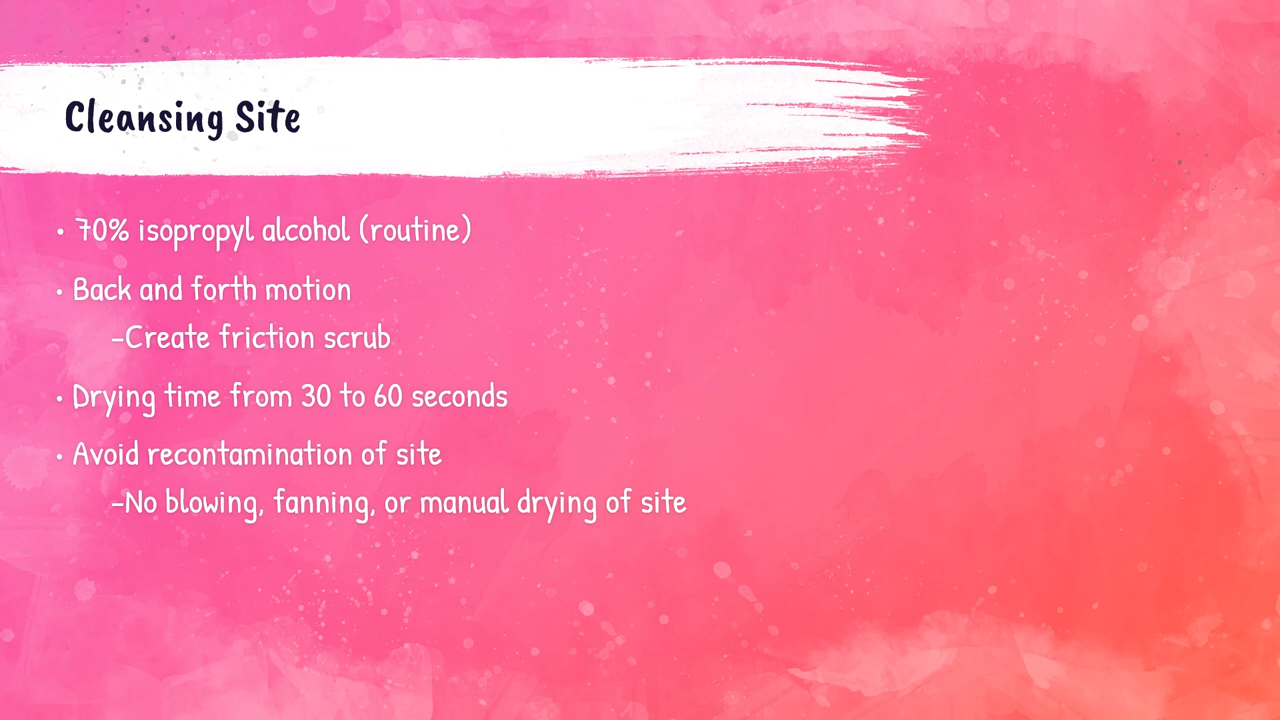 Cleansing Site
• 70% isopropyl alcohol (routine)
• Back and forth motion
–Create friction scrub
• Drying time from 30 to 60 seconds
• Avoid recontamination of site
–No blowing, fanning, or manual drying of site